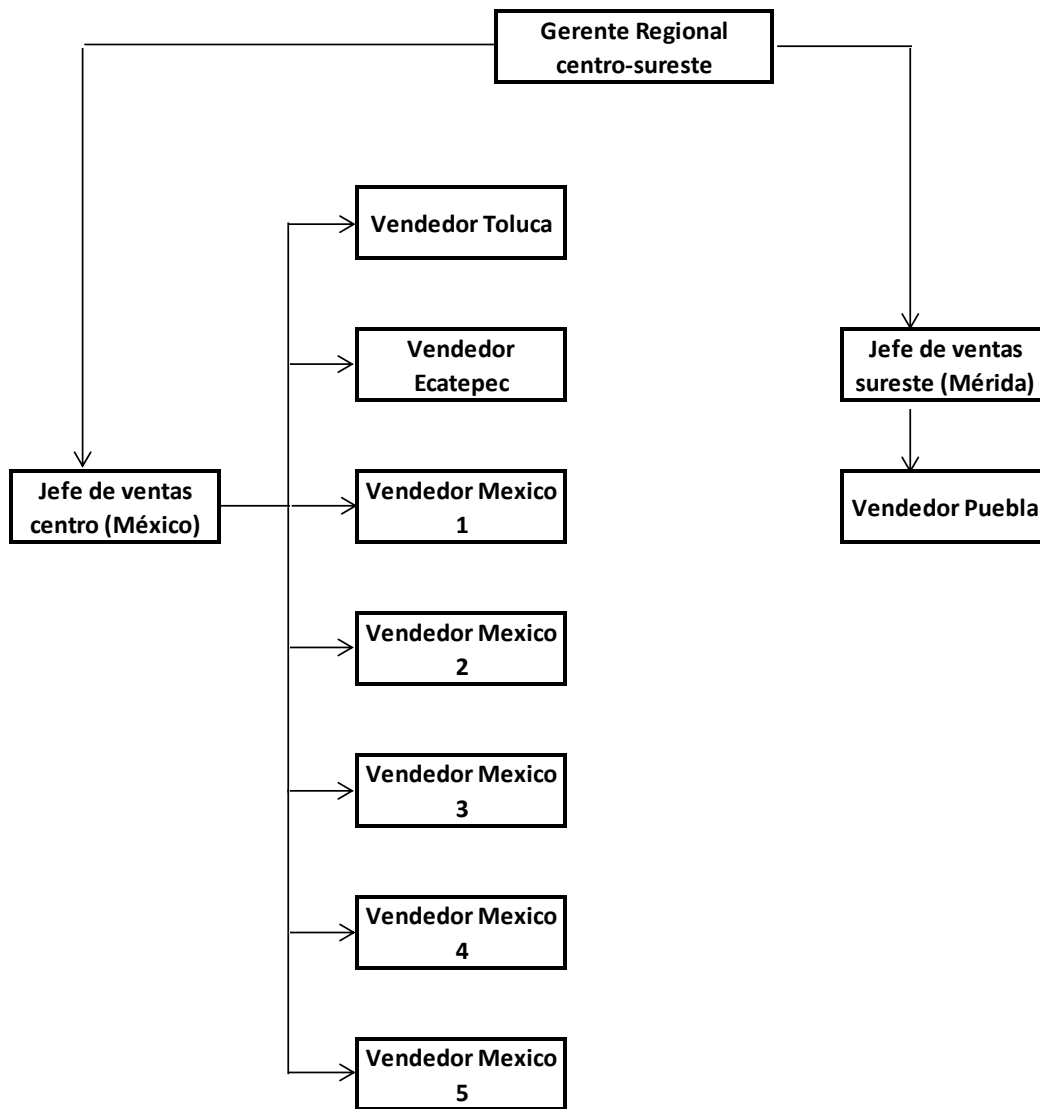 Gerente Regional
centro-sureste
Vendedor Toluca
Vendedor
Ecatepec
Jefe de ventas
sureste (Mérida)
Jefe de ventas
centro (México)
Vendedor Mexico
1
Vendedor Puebla
Vendedor Mexico
2
Vendedor Mexico
3
Vendedor Mexico
4
Vendedor Mexico
5